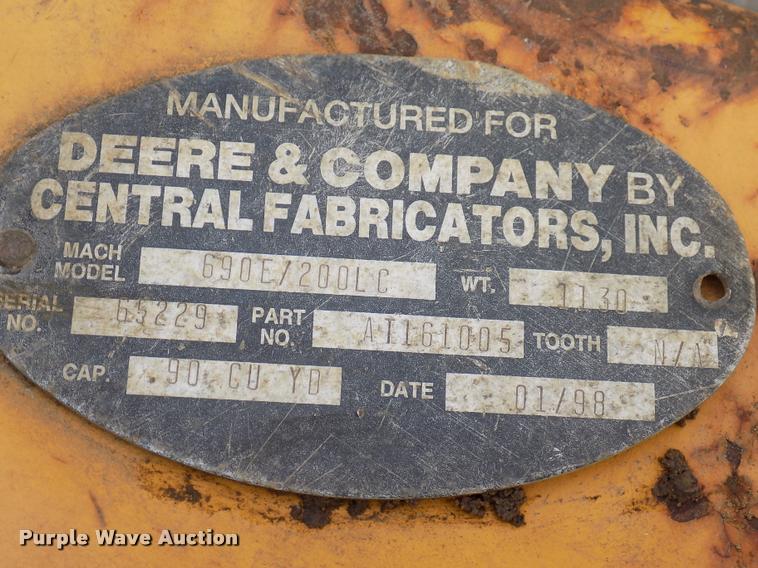 MANUFACTURED FOR
DEERE & COMPANY BY
CENTRAL FABRICATORS, INC.
MACH MODEL 690E/200LC WT. 1130
SERIAL NO. 65229 PART NO. AT161005 TOOTH N/A
CAP. 90 CU YD DATE 01/98
Purple Wave Auction